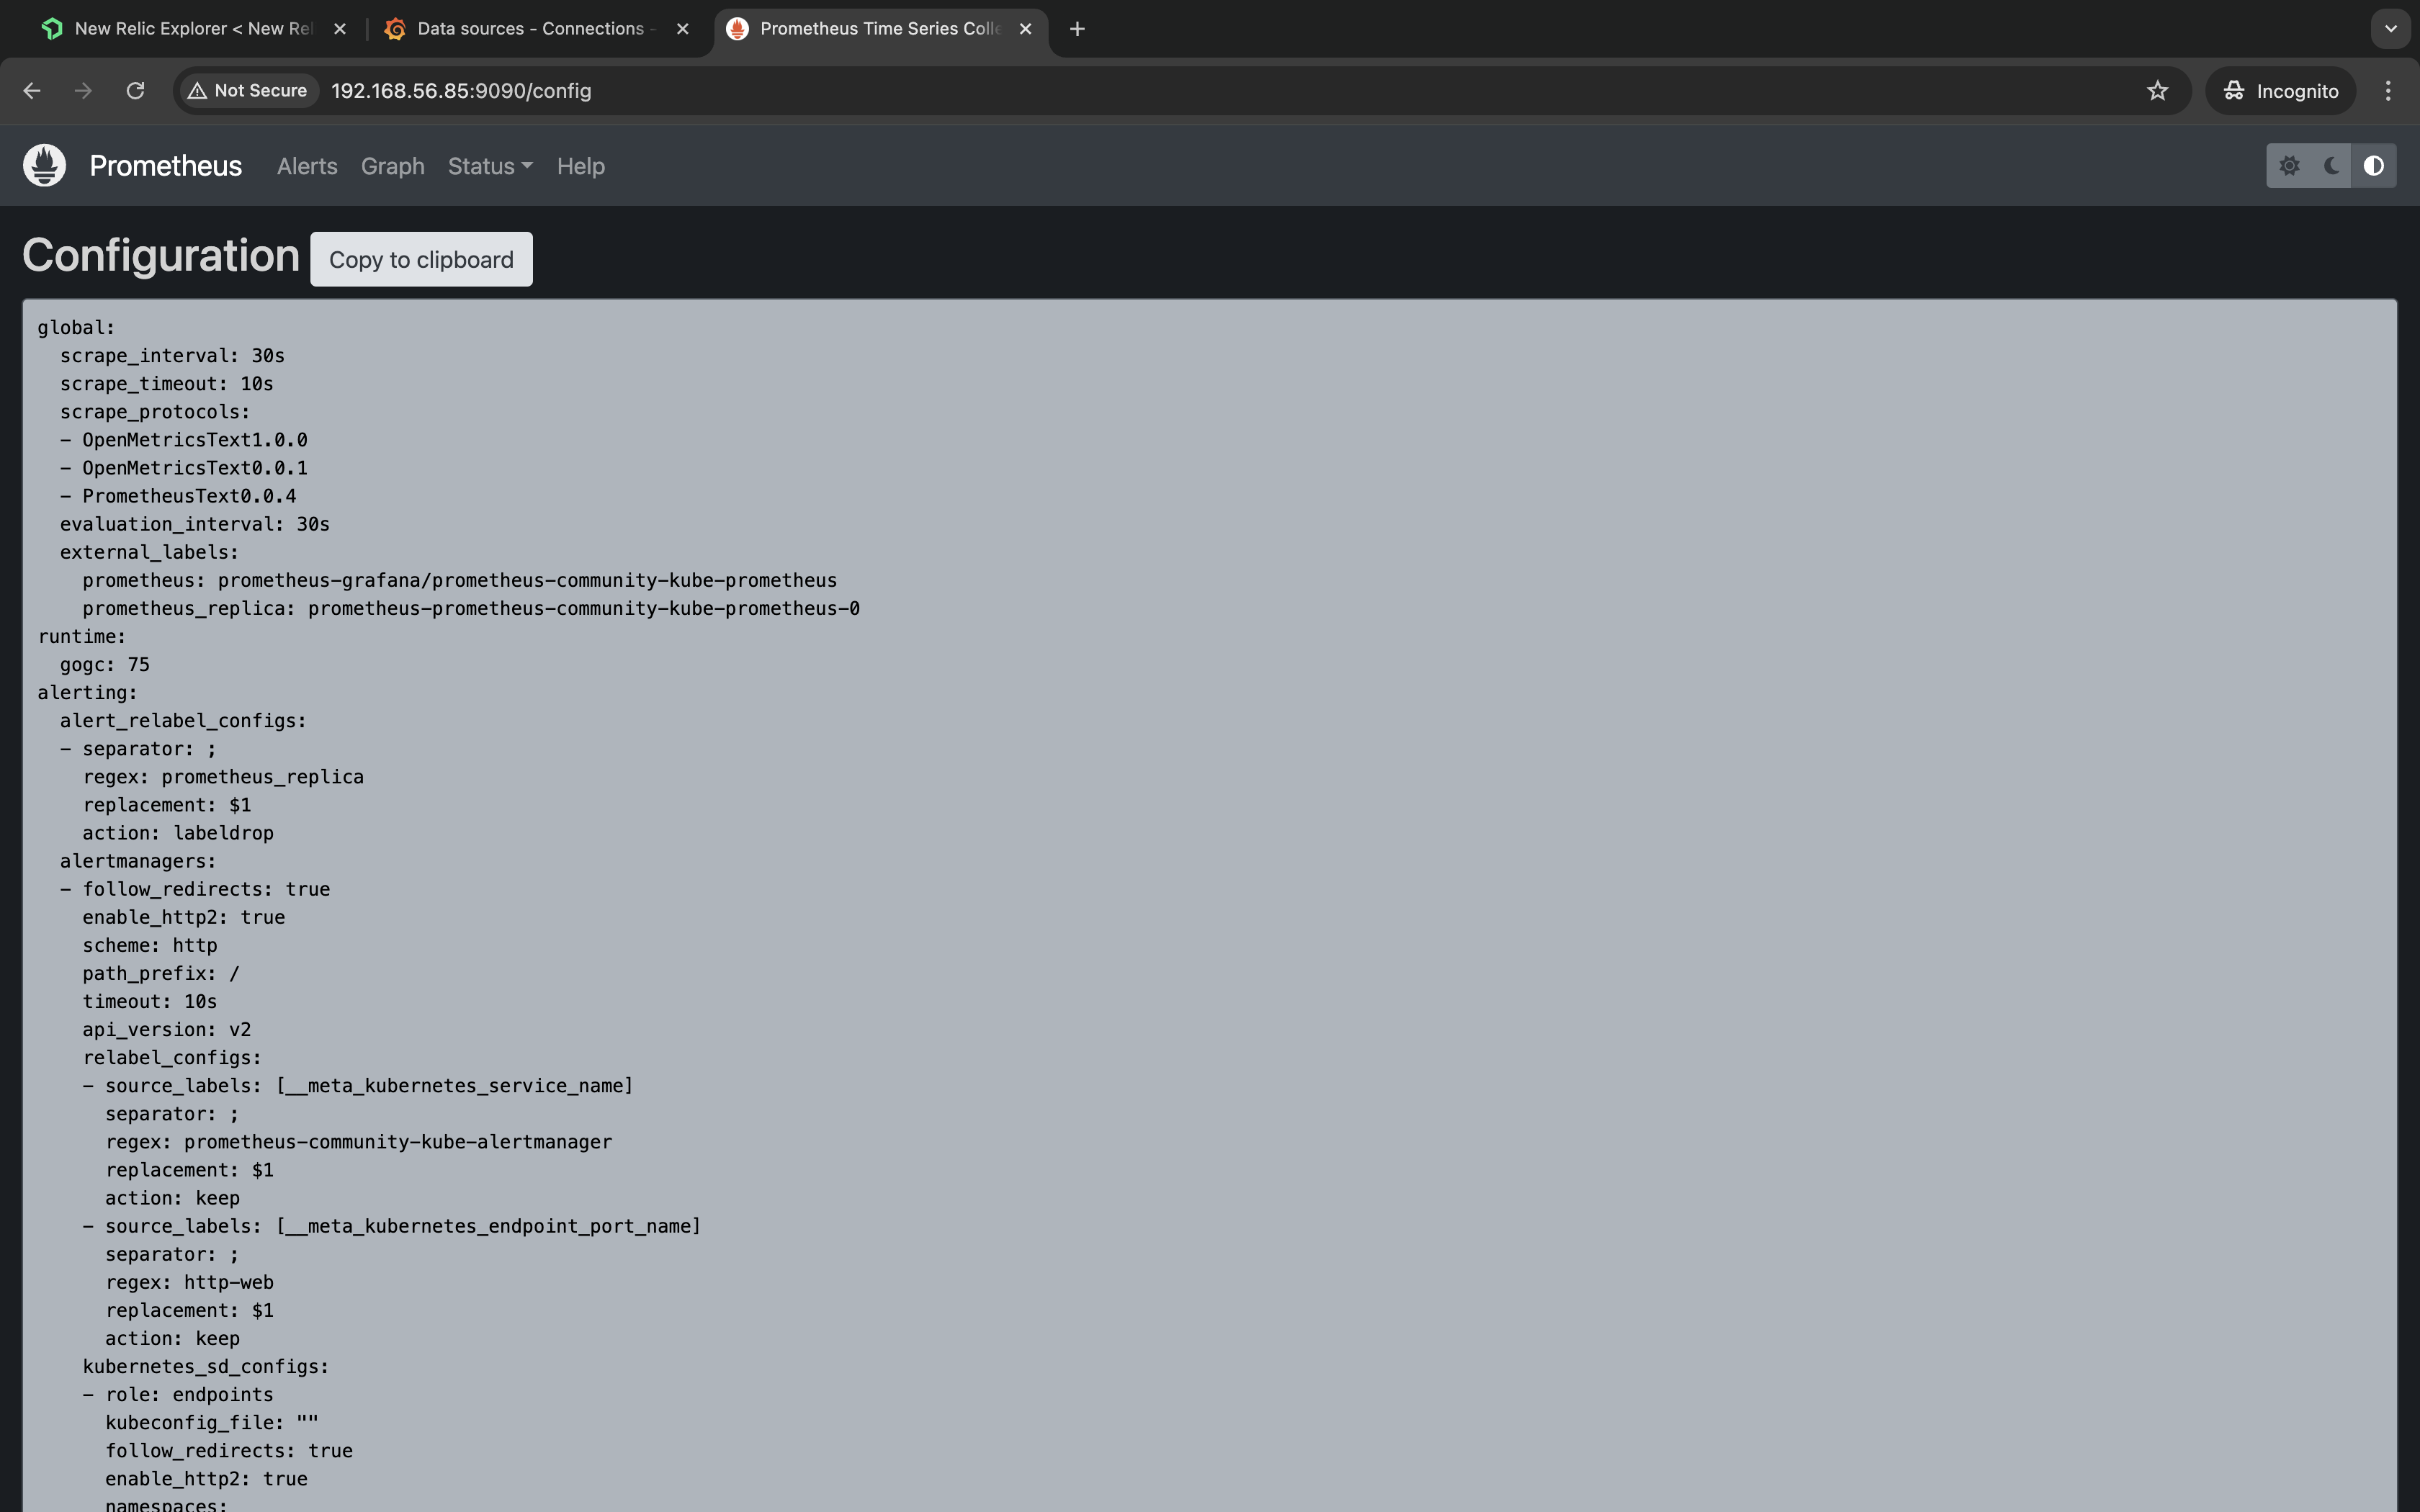 New Relic Explorer < New Rel
Data sources - Connections -
Prometheus Time Series Colle
Not Secure
192.168.56.85:9090/config
Incognito
Prometheus
Alerts
Graph
Status
Help
Configuration
Copy to clipboard
global:
  scrape_interval: 30s
  scrape_timeout: 10s
  scrape_protocols:
  - OpenMetricsText1.0.0
  - OpenMetricsText0.0.1
  - PrometheusText0.0.4
  evaluation_interval: 30s
  external_labels:
    prometheus: prometheus-grafana/prometheus-community-kube-prometheus
    prometheus_replica: prometheus-prometheus-community-kube-prometheus-0
runtime:
  gogc: 75
alerting:
  alert_relabel_configs:
  - separator: ;
    regex: prometheus_replica
    replacement: $1
    action: labeldrop
  alertmanagers:
  - follow_redirects: true
    enable_http2: true
    scheme: http
    path_prefix: /
    timeout: 10s
    api_version: v2
    relabel_configs:
    - source_labels: [__meta_kubernetes_service_name]
      separator: ;
      regex: prometheus-community-kube-alertmanager
      replacement: $1
      action: keep
    - source_labels: [__meta_kubernetes_endpoint_port_name]
      separator: ;
      regex: http-web
      replacement: $1
      action: keep
    kubernetes_sd_configs:
    - role: endpoints
      kubeconfig_file: ""
      follow_redirects: true
      enable_http2: true
      namespaces: